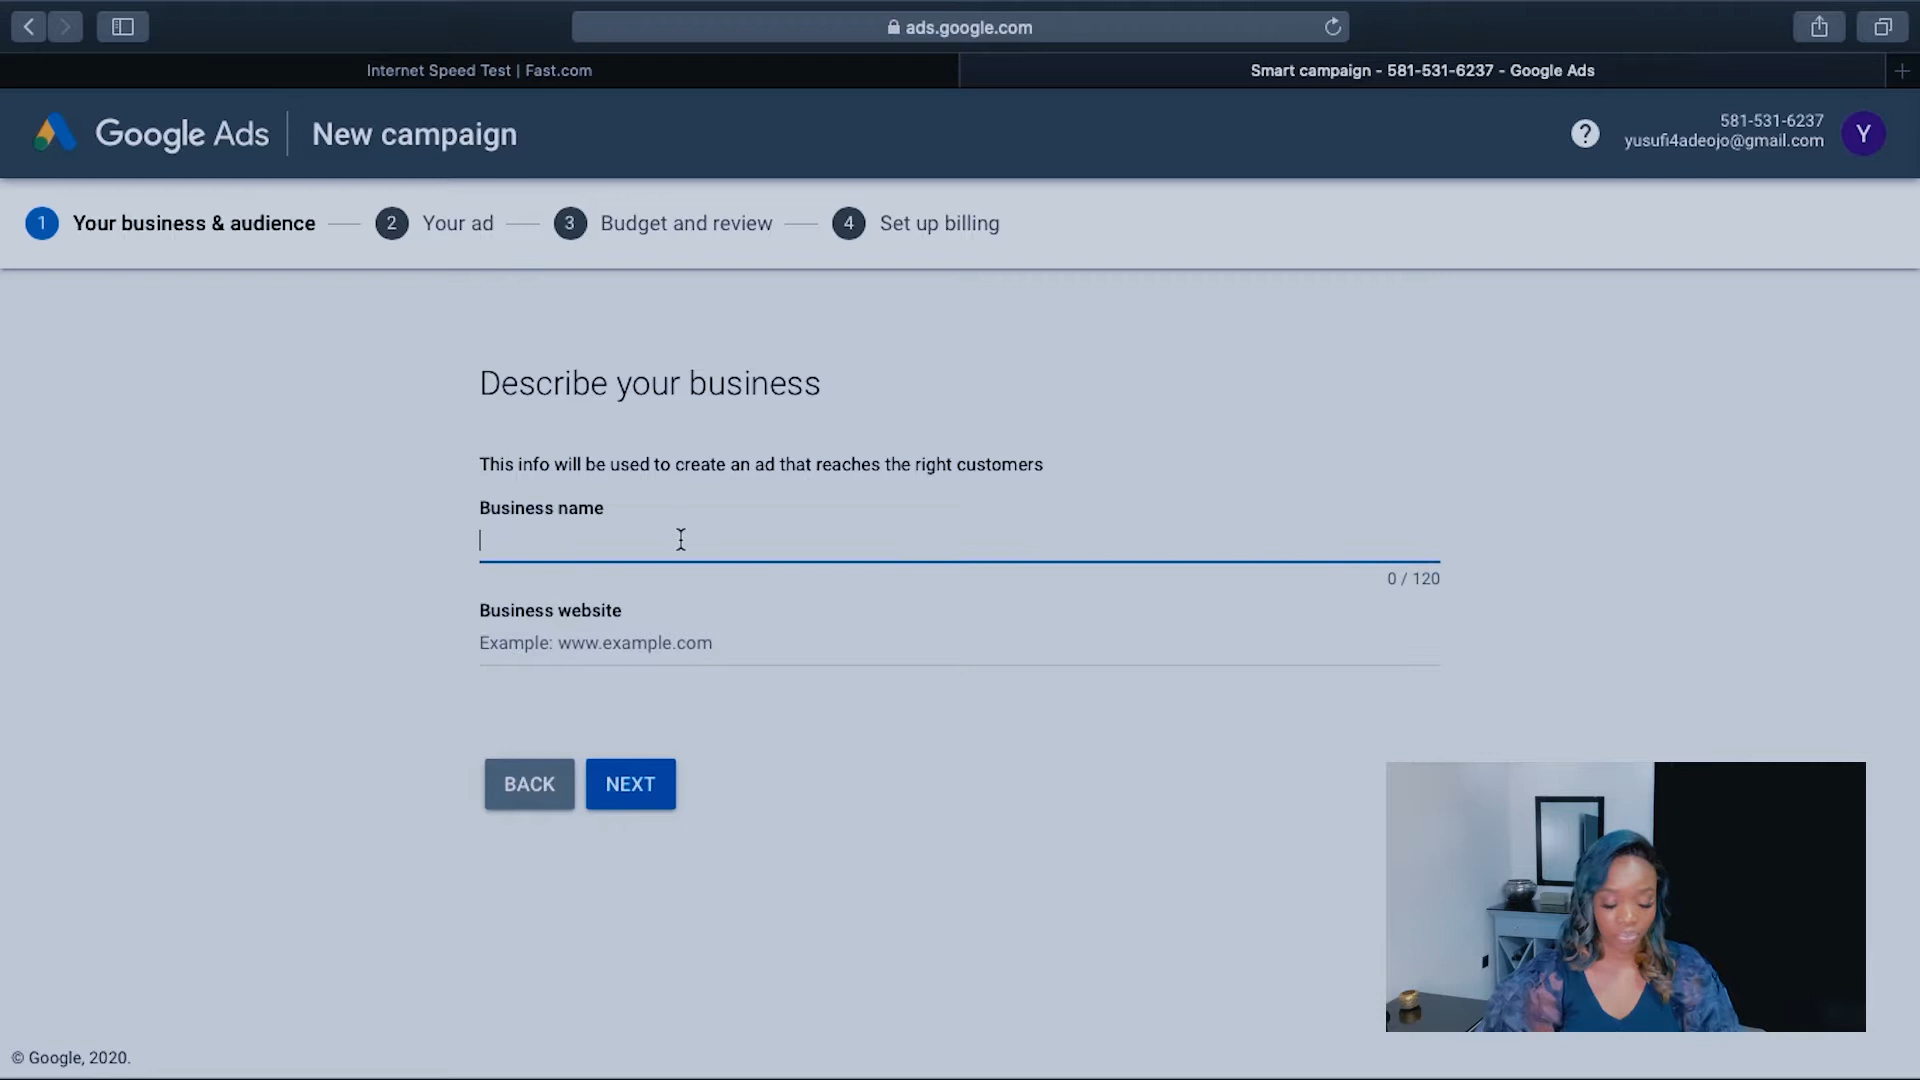 ads.google.com
Internet Speed Test | Fast.com
Smart campaign - 581-531-6237 - Google Ads
Google Ads
New campaign
581-531-6237
yusufi4adeojo@gmail.com
Y
1 Your business & audience
2 Your ad
3 Budget and review
4 Set up billing
Describe your business
This info will be used to create an ad that reaches the right customers
Business name
0 / 120
Business website
Example: www.example.com
BACK
NEXT
© Google, 2020.